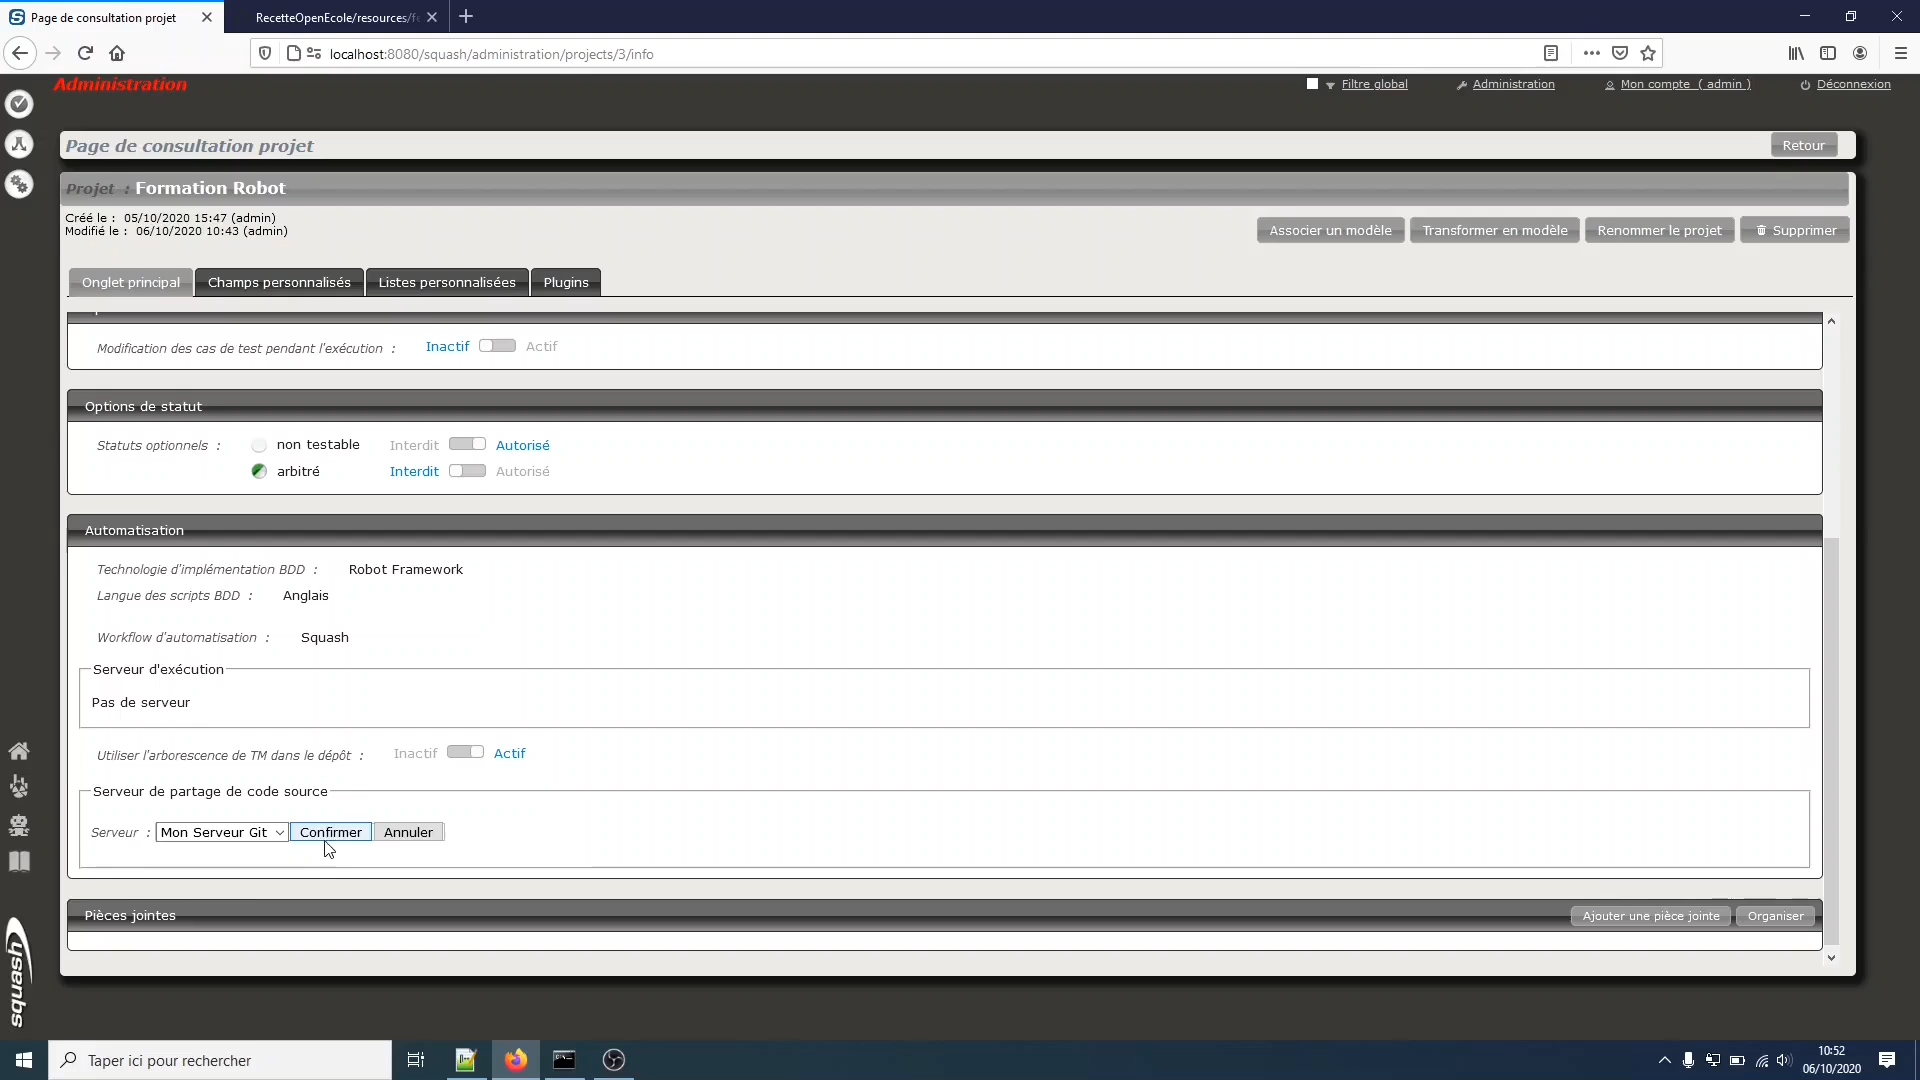 Page de consultation projet
RecetteOpenEcole/resources/f
localhost:8080/squash/administration/projects/3/info
Administration
Filtre global
Administration
Mon compte ( admin )
Déconnexion
Page de consultation projet
Retour
Projet : Formation Robot
Créé le : 05/10/2020 15:47 (admin)
Modifié le : 06/10/2020 10:43 (admin)
Associer un modèle
Transformer en modèle
Renommer le projet
Supprimer
Onglet principal
Champs personnalisés
Listes personnalisées
Plugins
Modification des cas de test pendant l'exécution : Inactif Actif
Options de statut
Statuts optionnels : non testable Interdit Autorisé
arbitré Interdit Autorisé
Automatisation
Technologie d'implémentation BDD : Robot Framework
Langue des scripts BDD : Anglais
Workflow d'automatisation : Squash
Serveur d'exécution
Pas de serveur
Utiliser l'arborescence de TM dans le dépôt : Inactif Actif
Serveur de partage de code source
Serveur : Mon Serveur Git Confirmer Annuler
Pièces jointes
Ajouter une pièce jointe
Organiser
squash
Taper ici pour rechercher
10:52
06/10/2020